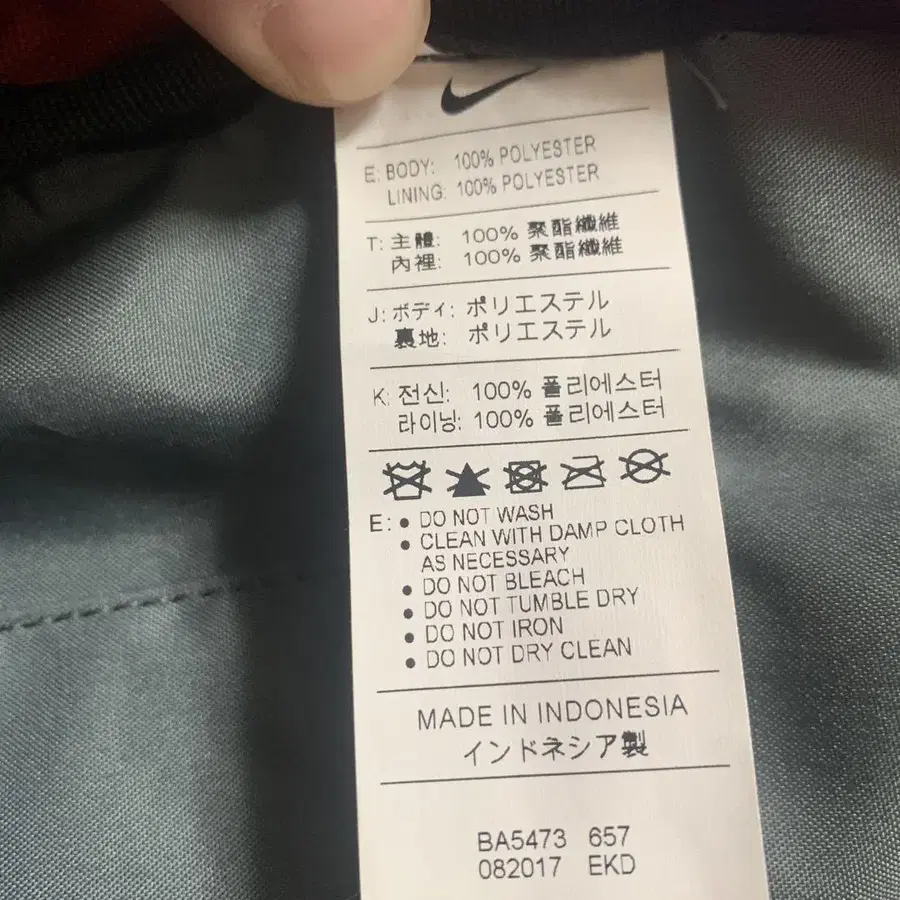 E: BODY: 100% POLYESTER
LINING: 100% POLYESTER
T: 主體: 100% 聚酯纖維
內裡: 100% 聚酯纖維
J: ボディ: ポリエステル
裏地: ポリエステル
K: 전신: 100% 폴리에스터
라이닝: 100% 폴리에스터
E: • DO NOT WASH
• CLEAN WITH DAMP CLOTH
AS NECESSARY
• DO NOT BLEACH
• DO NOT TUMBLE DRY
• DO NOT IRON
• DO NOT DRY CLEAN
MADE IN INDONESIA
インドネシア製
BA5473 657
082017 EKD